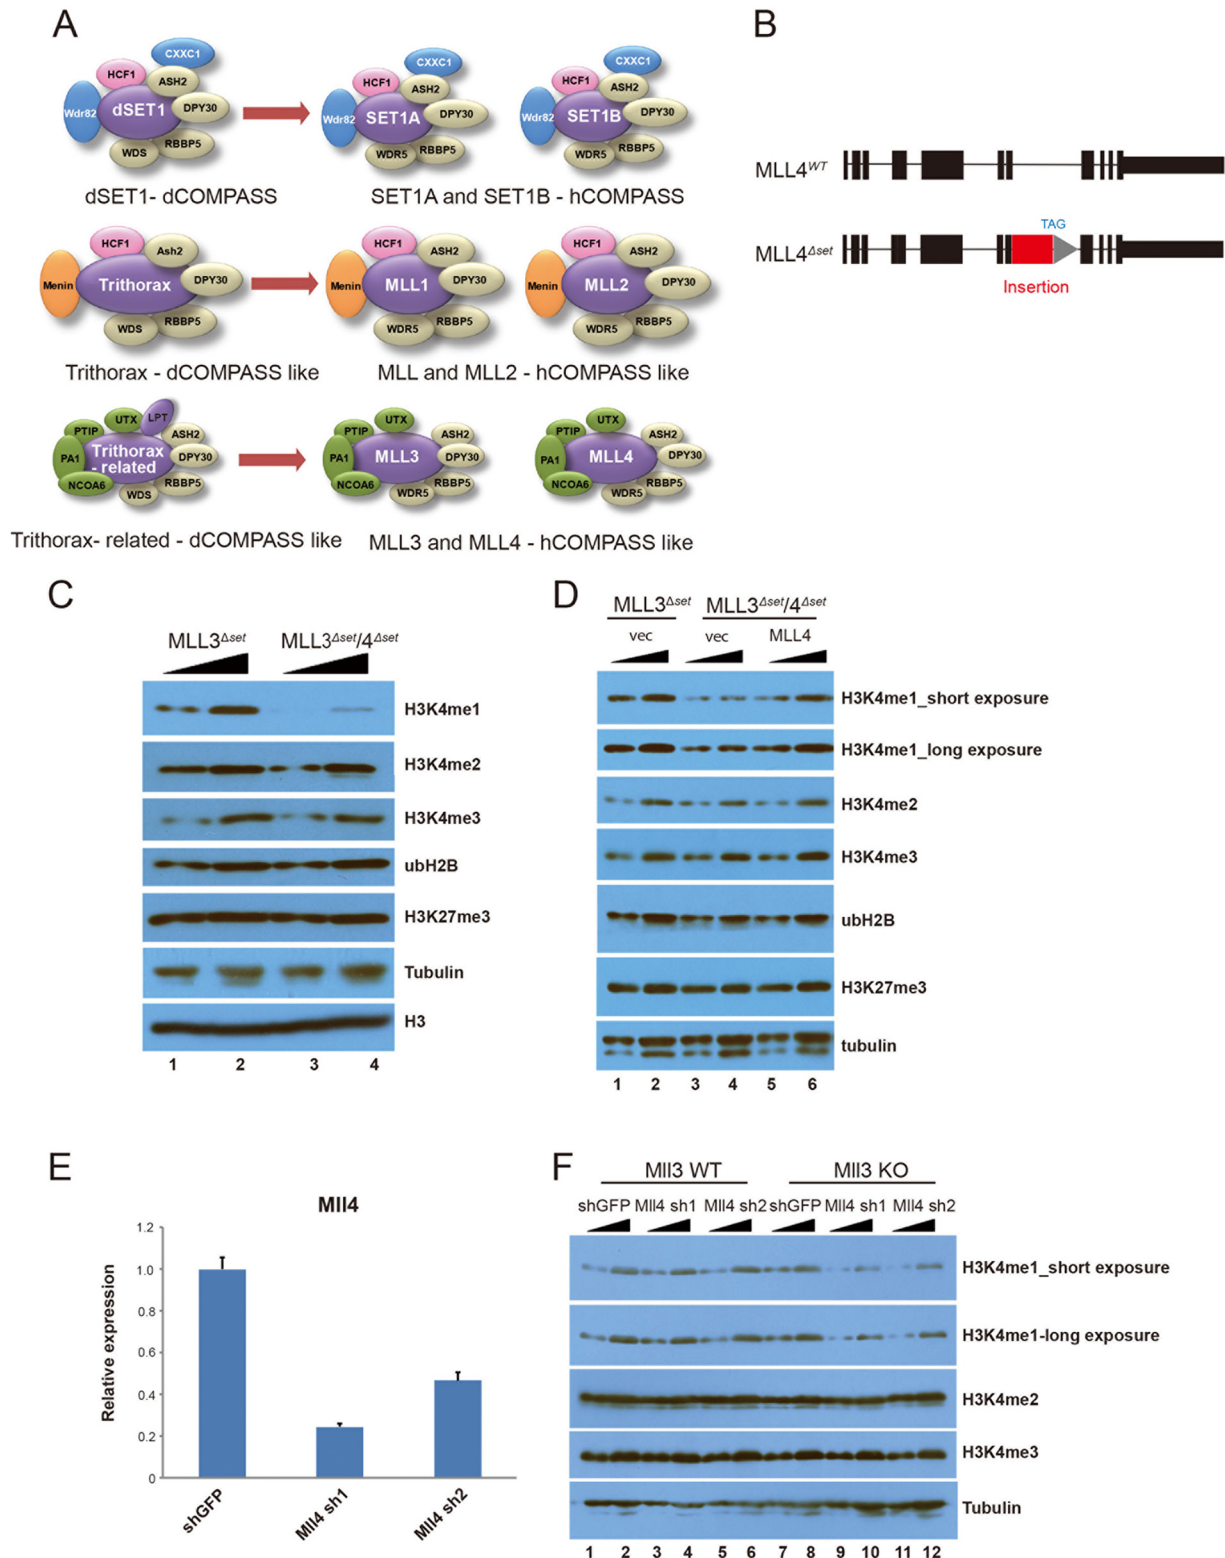 A
CXXC1
HCF1
ASH2
Wdr82
dSET1
DPY30
WDS
RBBP5
CXXC1
HCF1
ASH2
Wdr82
SET1A
DPY30
WDR5
RBBP5
CXXC1
HCF1
ASH2
Wdr82
SET1B
DPY30
WDR5
RBBP5
dSET1- dCOMPASS
SET1A and SET1B - hCOMPASS
HCF1
Ash2
Menin
Trithorax
DPY30
WDS
RBBP5
HCF1
ASH2
Menin
MLL1
DPY30
WDR5
RBBP5
HCF1
ASH2
Menin
MLL2
DPY30
WDR5
RBBP5
Trithorax - dCOMPASS like
MLL and MLL2 - hCOMPASS like
UTX
LPT
PTIP
ASH2
PA1
Trithorax
- related
DPY30
NCOA6
WDS
RBBP5
UTX
PTIP
ASH2
PA1
MLL3
DPY30
NCOA6
WDR5
RBBP5
UTX
PTIP
ASH2
PA1
MLL4
DPY30
NCOA6
WDR5
RBBP5
Trithorax- related - dCOMPASS like
MLL3 and MLL4 - hCOMPASS like
B
MLL4WT
TAG
MLL4Δset
Insertion
C
MLL3Δset
MLL3Δset/4Δset
H3K4me1
H3K4me2
H3K4me3
ubH2B
H3K27me3
Tubulin
H3
1 2 3 4
D
MLL3Δset
MLL3Δset/4Δset
vec
vec
MLL4
H3K4me1_short exposure
H3K4me1_long exposure
H3K4me2
H3K4me3
ubH2B
H3K27me3
tubulin
1 2 3 4 5 6
E
Mll4
Relative expression
1.2
1.0
0.8
0.6
0.4
0.2
0
shGFP
Mll4 sh1
Mll4 sh2
F
Mll3 WT
Mll3 KO
shGFP Mll4 sh1 Mll4 sh2 shGFP Mll4 sh1 Mll4 sh2
H3K4me1_short exposure
H3K4me1-long exposure
H3K4me2
H3K4me3
Tubulin
1 2 3 4 5 6 7 8 9 10 11 12